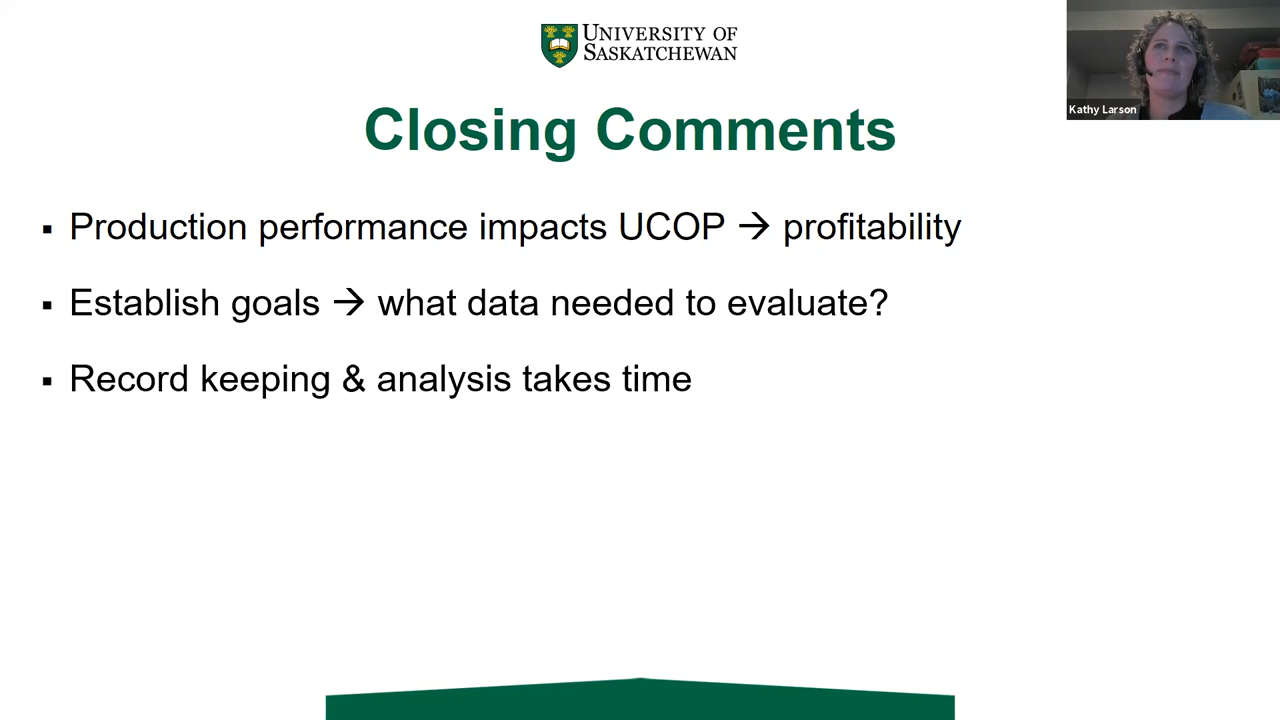 UNIVERSITY OF
SASKATCHEWAN
Kathy Larson
Closing Comments
▪ Production performance impacts UCOP → profitability
▪ Establish goals → what data needed to evaluate?
▪ Record keeping & analysis takes time